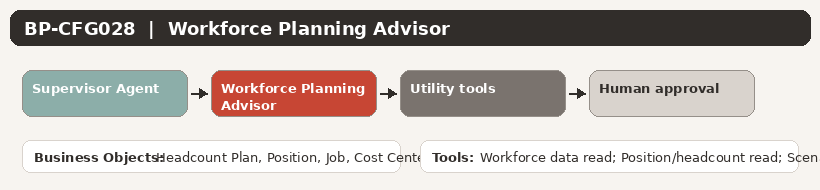 BP-CFG028 | Workforce Planning Advisor
Supervisor Agent
Workforce Planning
Advisor
Utility tools
Human approval
Business Objects: Headcount Plan, Position, Job, Cost Cente
Tools: Workforce data read; Position/headcount read; Scen